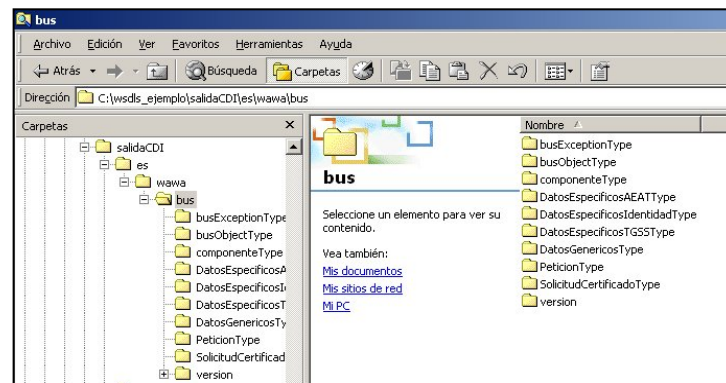 bus
Archivo Edición Ver Favoritos Herramientas Ayuda
Atrás Búsqueda Carpetas
Dirección C:\wsdls_ejemplo\salidaCDI\es\wawa\bus
Carpetas
salidaCDI
es
wawa
bus
busExceptionType
busObjectType
componenteType
DatosEspecificosA
DatosEspecificosI
DatosEspecificosT
DatosGenericosTy
PeticionType
SolicitudCertificad
version
bus
Seleccione un elemento para ver su
contenido.
Vea también:
Mis documentos
Mis sitios de red
Mi PC
Nombre
busExceptionType
busObjectType
componenteType
DatosEspecificosAEATType
DatosEspecificosIdentidadType
DatosEspecificosTGSSType
DatosGenericosType
PeticionType
SolicitudCertificadoType
version